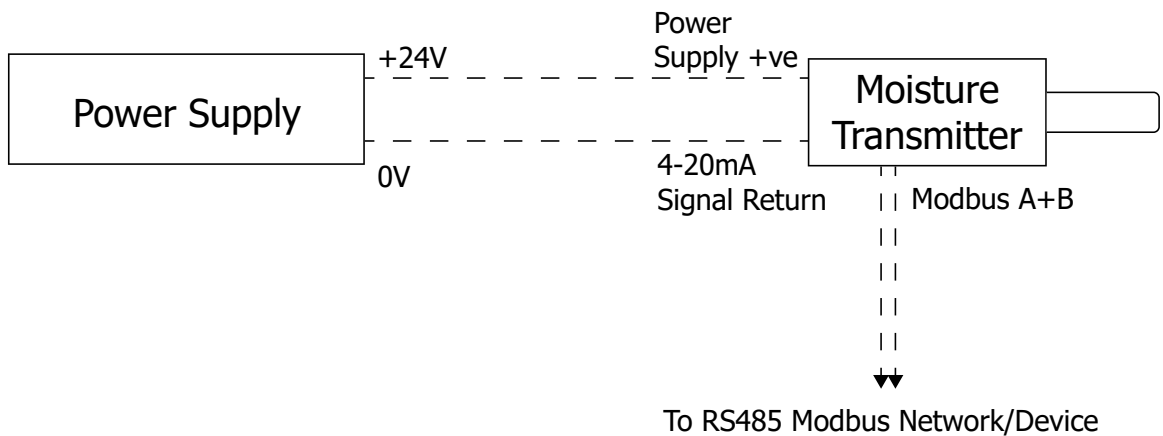 Power
+24V
Supply +ve
Power Supply
Moisture
Transmitter
0V
4-20mA
Signal Return
Modbus A+B
To RS485 Modbus Network/Device